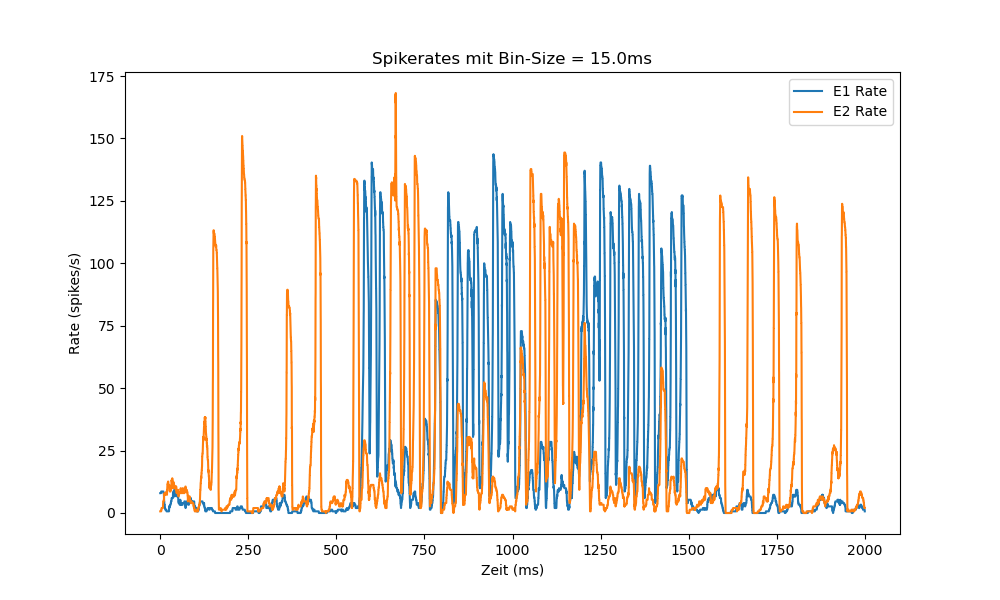 Spikerates mit Bin-Size = 15.0ms
175
150
125
100
75
50
25
0
Rate (spikes/s)
E1 Rate
E2 Rate
0 250 500 750 1000 1250 1500 1750 2000
Zeit (ms)